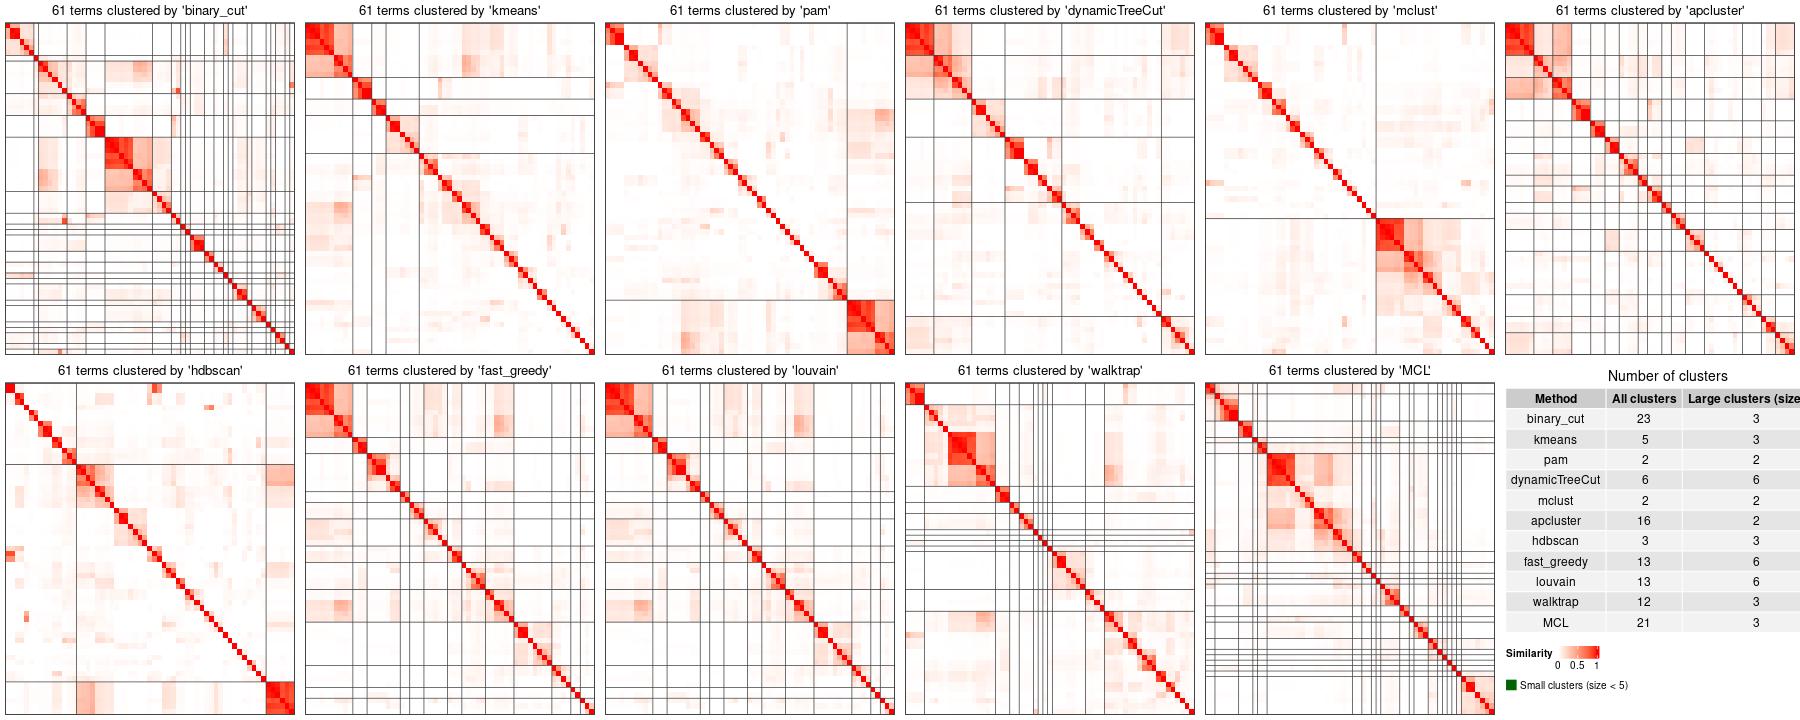 61 terms clustered by 'binary_cut'
61 terms clustered by 'kmeans'
61 terms clustered by 'pam'
61 terms clustered by 'dynamicTreeCut'
61 terms clustered by 'mclust'
61 terms clustered by 'apcluster'
61 terms clustered by 'hdbscan'
61 terms clustered by 'fast_greedy'
61 terms clustered by 'louvain'
61 terms clustered by 'walktrap'
61 terms clustered by 'MCL'
Number of clusters
Method All clusters Large clusters (size
binary_cut 23 3
kmeans 5 3
pam 2 2
dynamicTreeCut 6 6
mclust 2 2
apcluster 16 2
hdbscan 3 3
fast_greedy 13 6
louvain 13 6
walktrap 12 3
MCL 21 3
Similarity
0 0.5 1
Small clusters (size < 5)